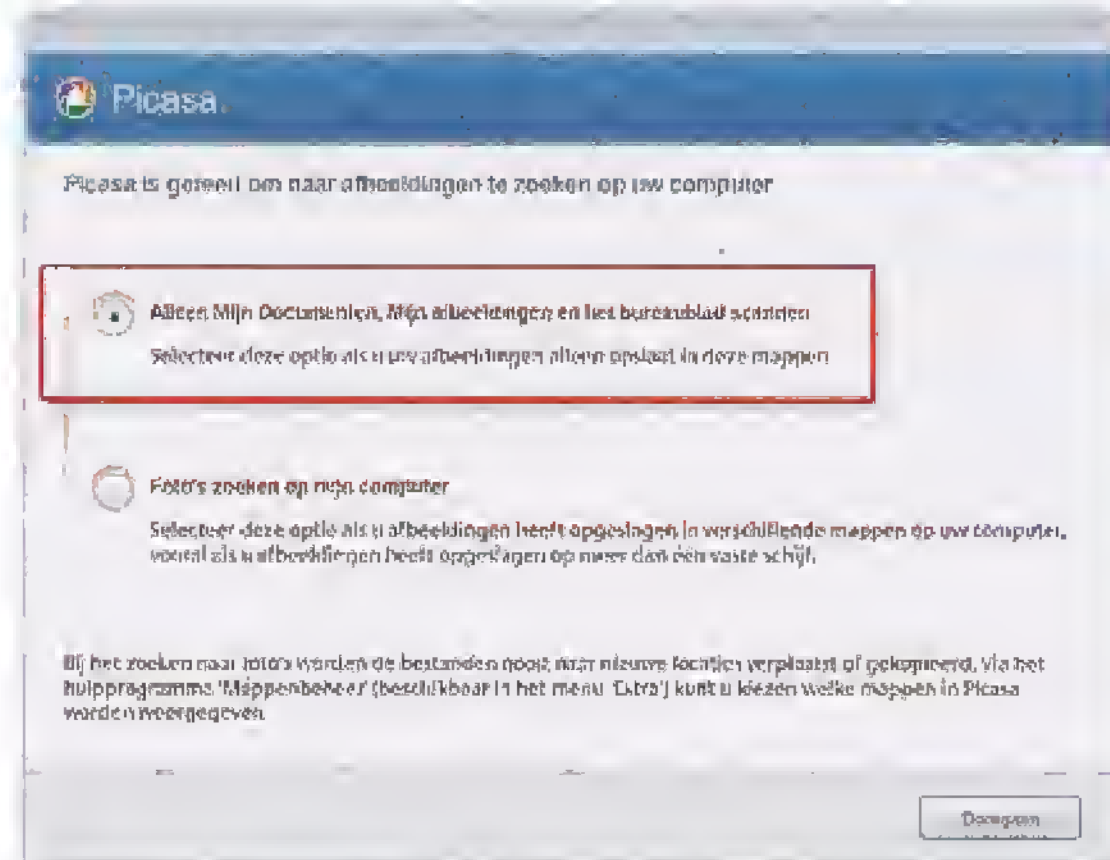 Picasa
Picasa is gereed om naar afbeeldingen te zoeken op uw computer
Alleen Mijn Documenten, Mijn afbeeldingen en het bureaublad scannen
Selecteer deze optie als u uw afbeeldingen alleen opslaat in deze mappen
Foto's zoeken op mijn computer
Selecteer deze optie als u afbeeldingen heeft opgeslagen in verschillende mappen op uw computer,
vooral als u afbeeldingen heeft opgeslagen op meer dan één vaste schijf.
Bij het zoeken naar foto's worden de bestanden nooit naar nieuwe locaties verplaatst of gekopieerd. Via het
hulpprogramma 'Mappenbeheer' (beschikbaar in het menu 'Extra') kunt u kiezen welke mappen in Picasa
worden weergegeven.
Doorgaan